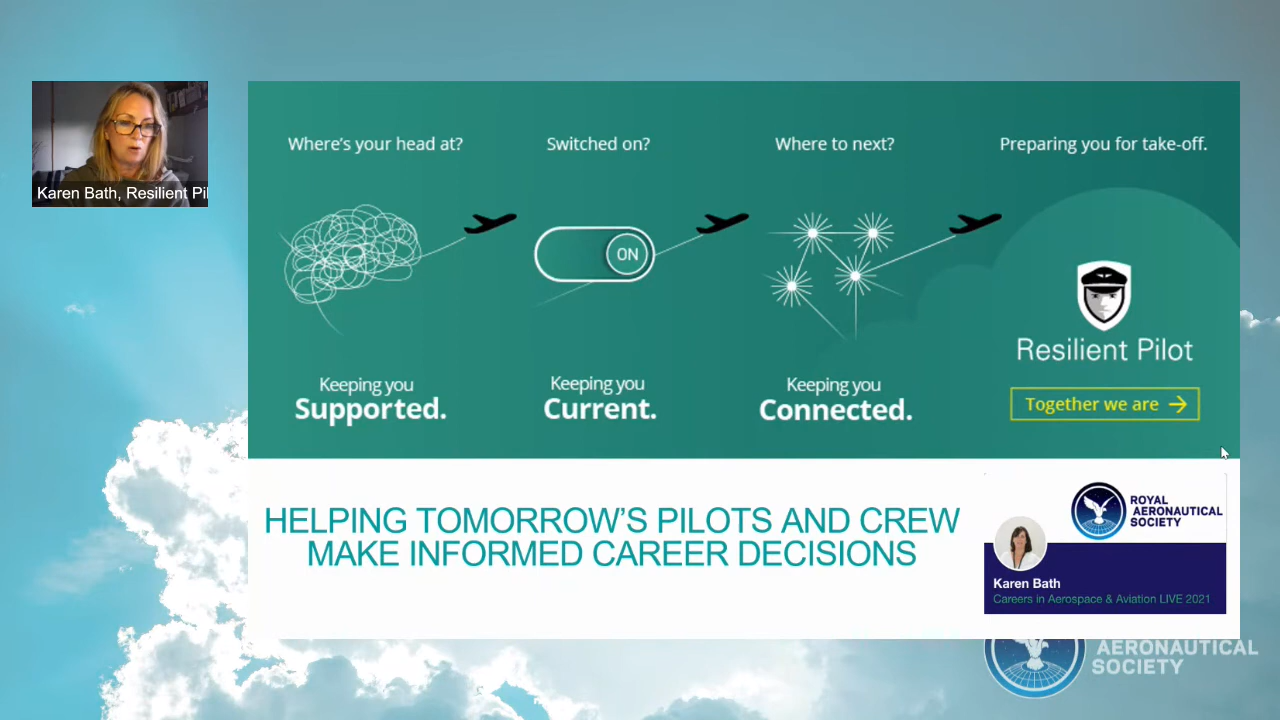 Karen Bath, Resilient Pil
Where's your head at?
Switched on?
Where to next?
Preparing you for take-off.
ON
Resilient Pilot
Keeping you
Supported.
Keeping you
Current.
Keeping you
Connected.
Together we are
HELPING TOMORROW'S PILOTS AND CREW
MAKE INFORMED CAREER DECISIONS
ROYAL
AERONAUTICAL
SOCIETY
Karen Bath
Careers in Aerospace & Aviation LIVE 2021
AERONAUTICAL
SOCIETY